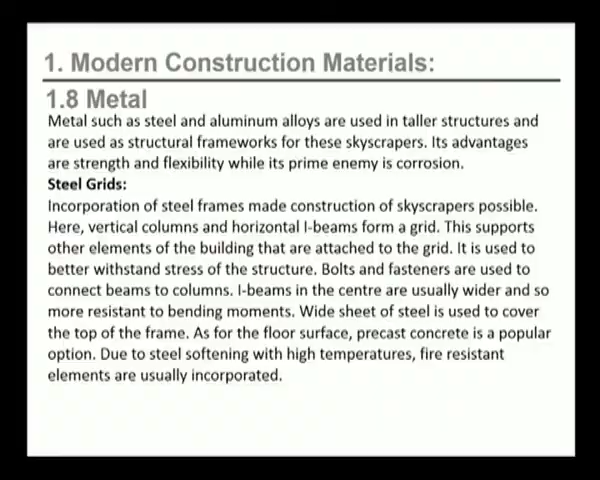 1. Modern Construction Materials:
1.8 Metal
Metal such as steel and aluminum alloys are used in taller structures and
are used as structural frameworks for these skyscrapers. Its advantages
are strength and flexibility while its prime enemy is corrosion.
Steel Grids:
Incorporation of steel frames made construction of skyscrapers possible.
Here, vertical columns and horizontal I-beams form a grid. This supports
other elements of the building that are attached to the grid. It is used to
better withstand stress of the structure. Bolts and fasteners are used to
connect beams to columns. I-beams in the centre are usually wider and so
more resistant to bending moments. Wide sheet of steel is used to cover
the top of the frame. As for the floor surface, precast concrete is a popular
option. Due to steel softening with high temperatures, fire resistant
elements are usually incorporated.